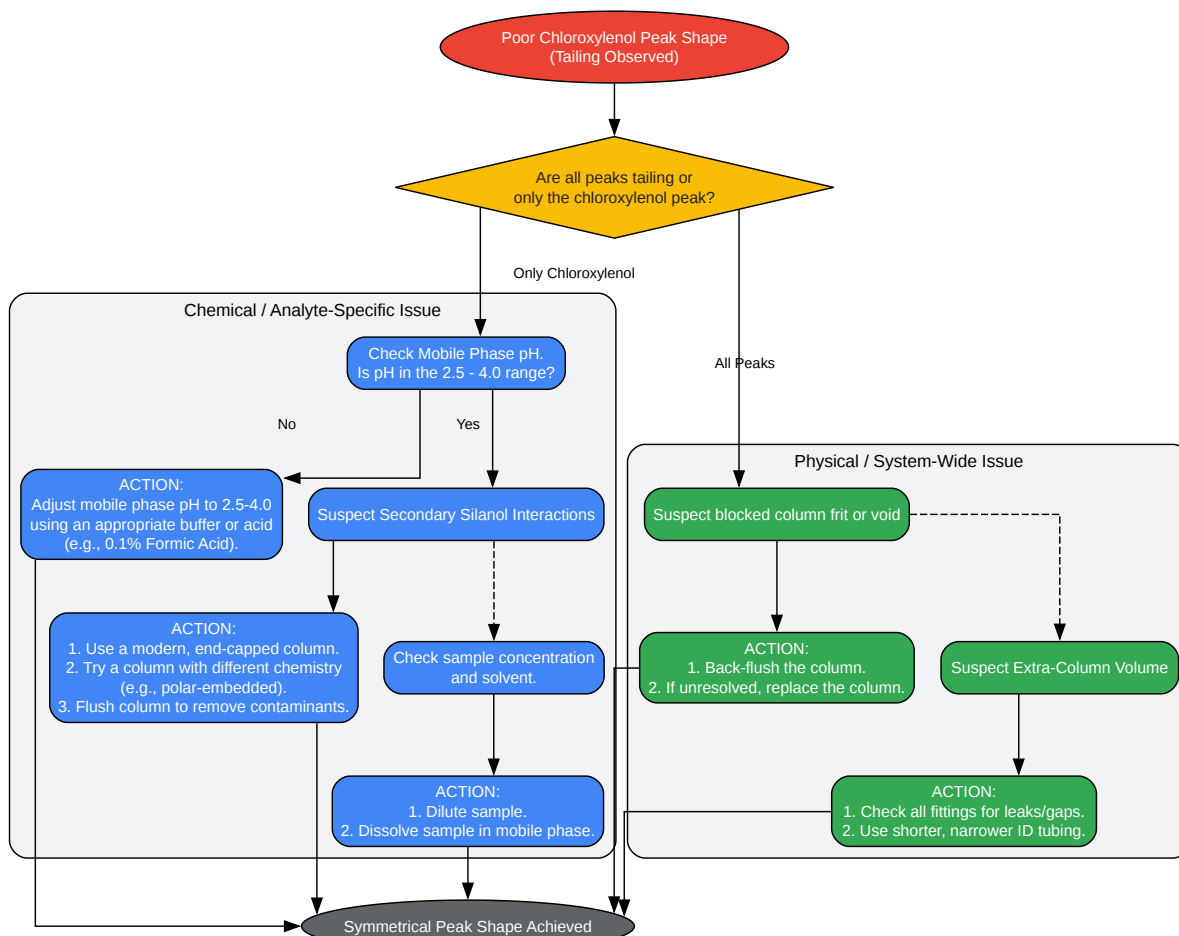 Poor Chloroxylenol Peak Shape
(Tailing Observed)
Are all peaks tailing or
only the chloroxylenol peak?
Only Chloroxylenol
Chemical / Analyte-Specific Issue
Check Mobile Phase pH.
Is pH in the 2.5 - 4.0 range?
All Peaks
No
Yes
Physical / System-Wide Issue
ACTION:
Adjust mobile phase pH to 2.5-4.0
using an appropriate buffer or acid
(e.g., 0.1% Formic Acid).
Suspect Secondary Silanol Interactions
Suspect blocked column frit or void
ACTION:
1. Use a modern, end-capped column.
2. Try a column with different chemistry
(e.g., polar-embedded).
3. Flush column to remove contaminants.
Check sample concentration
and solvent.
ACTION:
1. Back-flush the column.
2. If unresolved, replace the column.
Suspect Extra-Column Volume
ACTION:
1. Dilute sample.
2. Dissolve sample in mobile phase.
ACTION:
1. Check all fittings for leaks/gaps.
2. Use shorter, narrower ID tubing.
Symmetrical Peak Shape Achieved